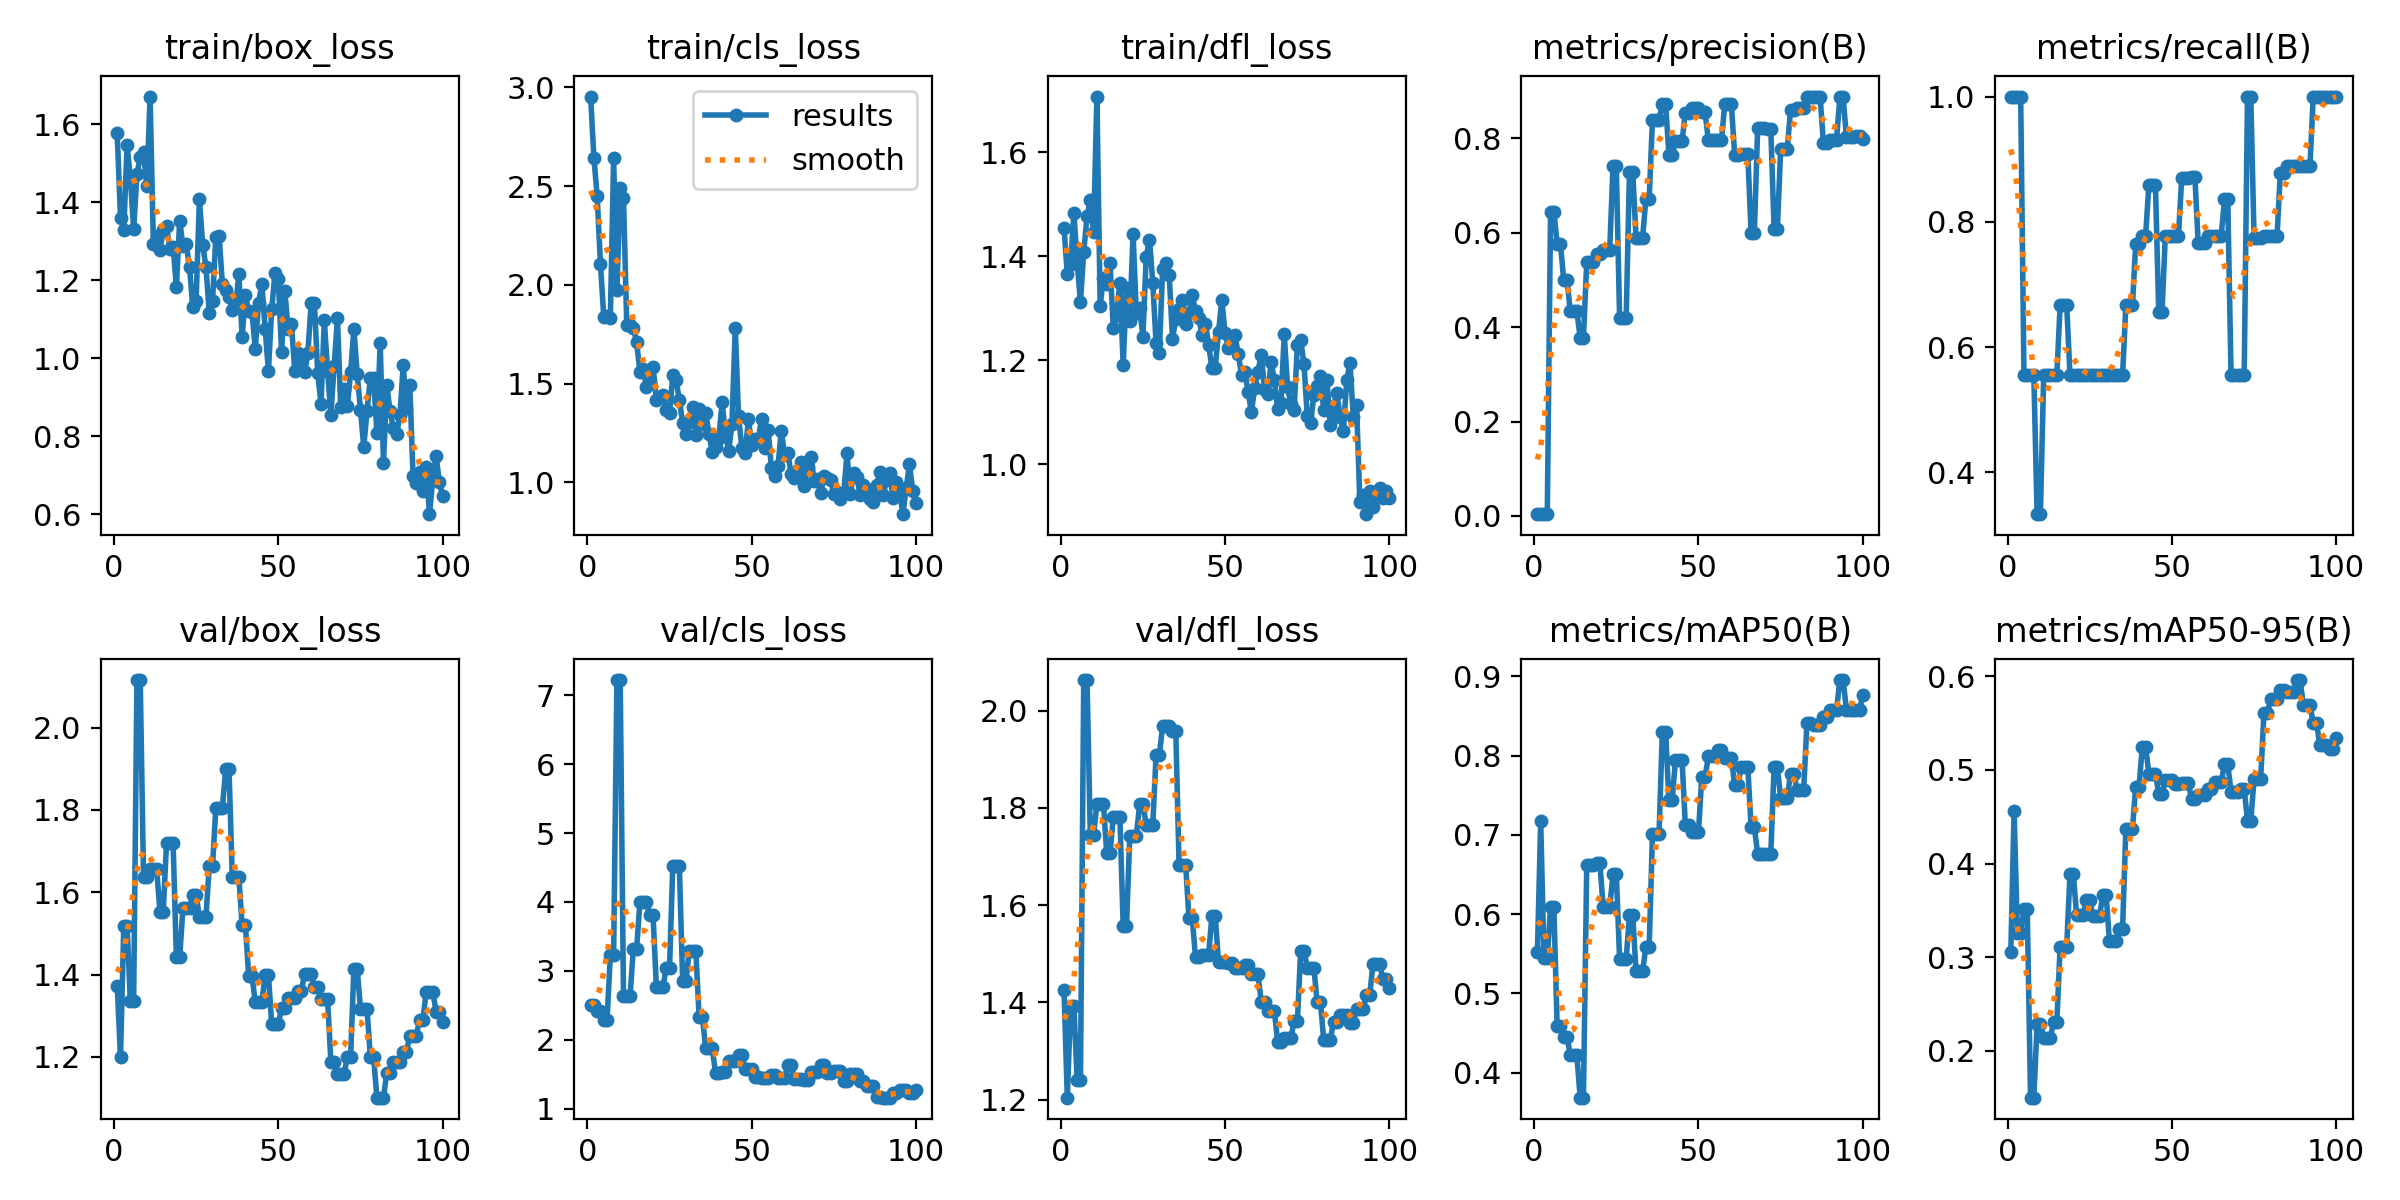 train/box_loss
1.6
1.4
1.2
1.0
0.8
0.6
0 50 100
train/cls_loss
3.0
2.5
2.0
1.5
1.0
results
smooth
0 50 100
train/dfl_loss
1.6
1.4
1.2
1.0
0 50 100
metrics/precision(B)
0.8
0.6
0.4
0.2
0.0
0 50 100
metrics/recall(B)
1.0
0.8
0.6
0.4
0 50 100
val/box_loss
2.0
1.8
1.6
1.4
1.2
0 50 100
val/cls_loss
7
6
5
4
3
2
1
0 50 100
val/dfl_loss
2.0
1.8
1.6
1.4
1.2
0 50 100
metrics/mAP50(B)
0.9
0.8
0.7
0.6
0.5
0.4
0 50 100
metrics/mAP50-95(B)
0.6
0.5
0.4
0.3
0.2
0 50 100